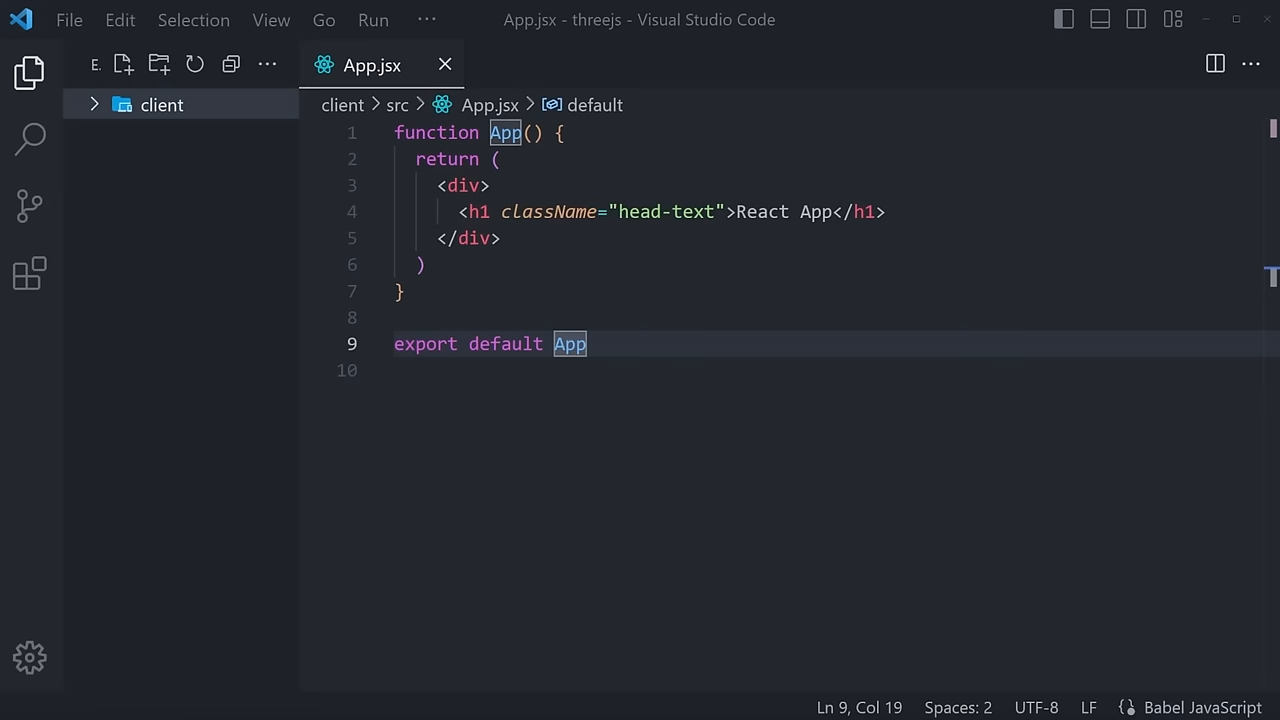 File Edit Selection View Go Run ··· App.jsx - threejs - Visual Studio Code
E. ···
App.jsx ···
client
client > src > App.jsx > default
1 function App() {
2   return (
3     <div>
4       <h1 className="head-text">React App</h1>
5     </div>
6   )
7 }
8
9 export default App
10
Ln 9, Col 19 Spaces: 2 UTF-8 LF Babel JavaScript